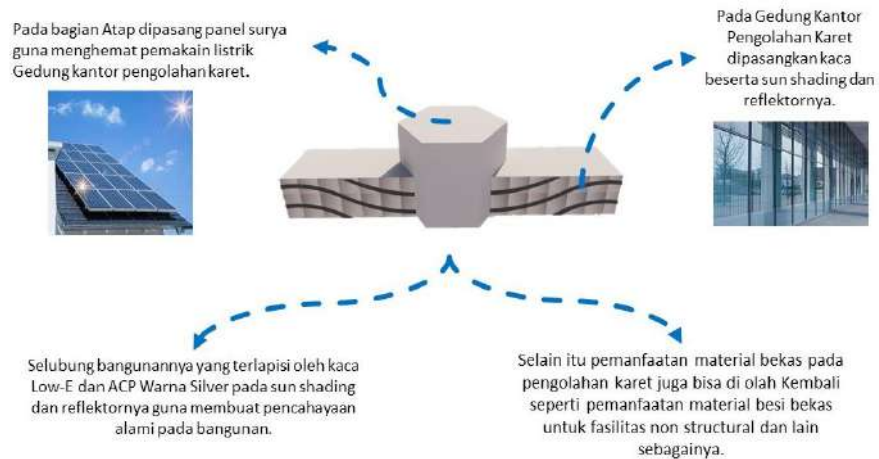 Pada bagian Atap dipasang panel surya
guna menghemat pemakain listrik
Gedung kantor pengolahan karet.
Pada Gedung Kantor
Pengolahan Karet
dipasangkan kaca
beserta sun shading dan
reflektornya.
Selubung bangunannya yang terlapisi oleh kaca
Low-E dan ACP Warna Silver pada sun shading
dan reflektornya guna membuat pencahayaan
alami pada bangunan.
Selain itu pemanfaatan material bekas pada
pengolahan karet juga bisa di olah Kembali
seperti pemanfaatan material besi bekas
untuk fasilitas non structural dan lain
sebagainya.